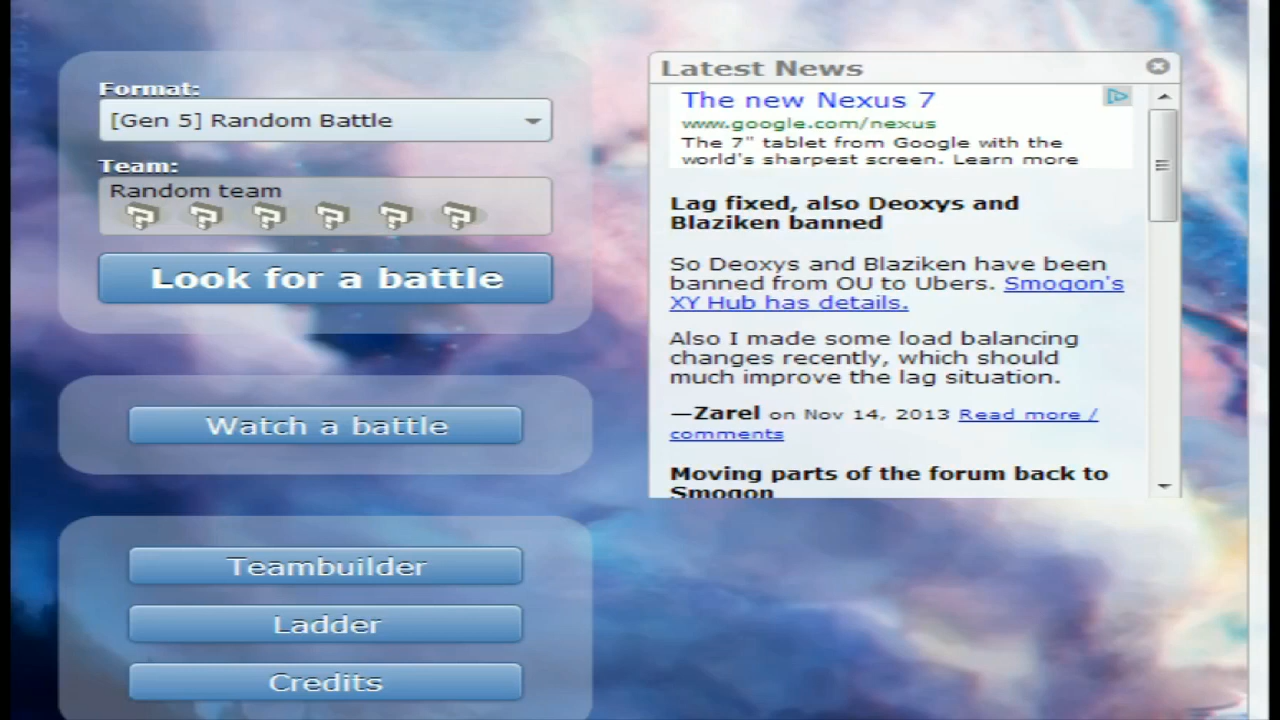 Format:
[Gen 5] Random Battle
Team:
Random team
Look for a battle
Watch a battle
Teambuilder
Ladder
Credits
Latest News
The new Nexus 7
www.google.com/nexus
The 7" tablet from Google with the
world's sharpest screen. Learn more
Lag fixed, also Deoxys and
Blaziken banned
So Deoxys and Blaziken have been
banned from OU to Ubers. Smogon's
XY Hub has details.
Also I made some load balancing
changes recently, which should
much improve the lag situation.
—Zarel on Nov 14, 2013 Read more /
comments
Moving parts of the forum back to
Smogon